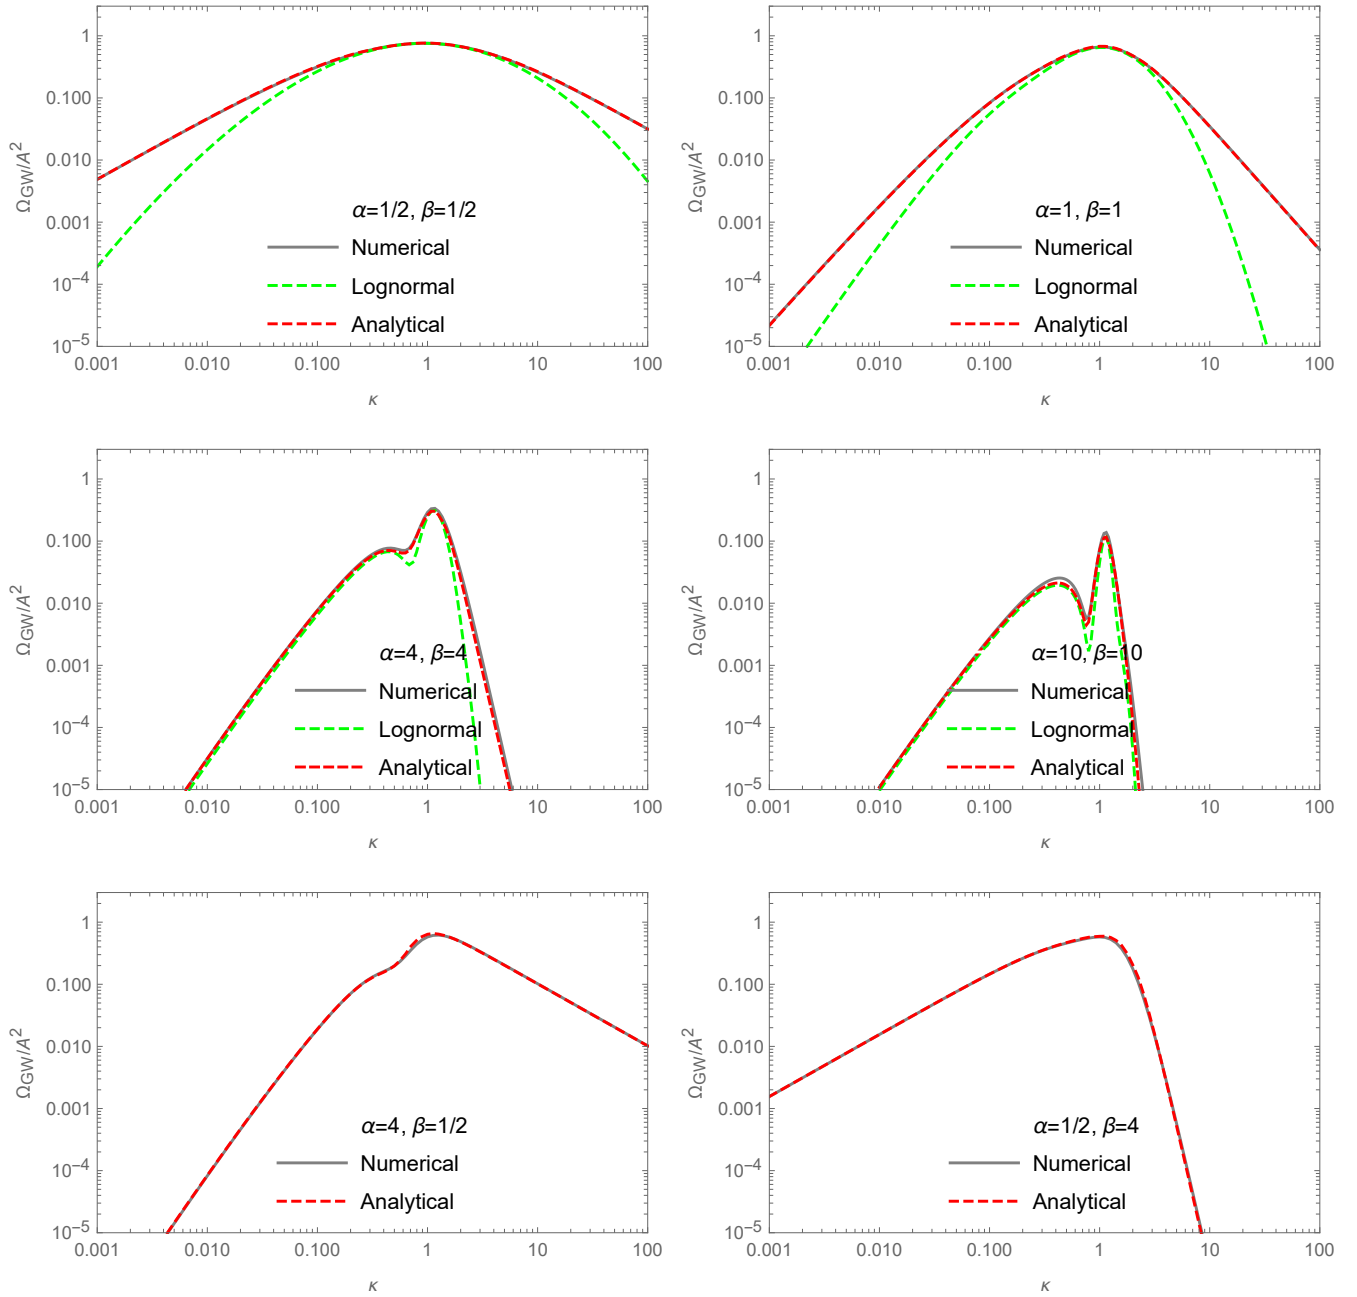 1
0.100
0.010
0.001
10⁻⁴
10⁻⁵
Ω_GW/A²
α=1/2, β=1/2
Numerical
Lognormal
Analytical
0.001 0.010 0.100 1 10 100
κ
1
0.100
0.010
0.001
10⁻⁴
10⁻⁵
Ω_GW/A²
α=1, β=1
Numerical
Lognormal
Analytical
0.001 0.010 0.100 1 10 100
κ
1
0.100
0.010
0.001
10⁻⁴
10⁻⁵
Ω_GW/A²
α=4, β=4
Numerical
Lognormal
Analytical
0.001 0.010 0.100 1 10 100
κ
1
0.100
0.010
0.001
10⁻⁴
10⁻⁵
Ω_GW/A²
α=10, β=10
Numerical
Lognormal
Analytical
0.001 0.010 0.100 1 10 100
κ
1
0.100
0.010
0.001
10⁻⁴
10⁻⁵
Ω_GW/A²
α=4, β=1/2
Numerical
Analytical
0.001 0.010 0.100 1 10 100
κ
1
0.100
0.010
0.001
10⁻⁴
10⁻⁵
Ω_GW/A²
α=1/2, β=4
Numerical
Analytical
0.001 0.010 0.100 1 10 100
κ